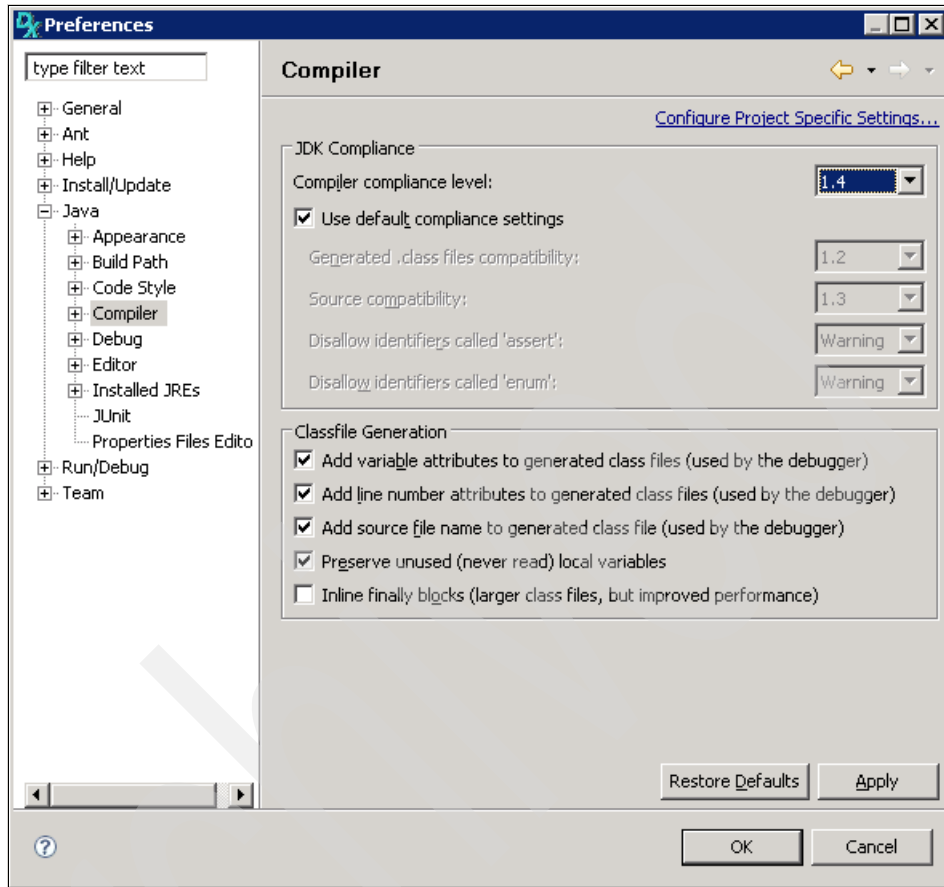 Preferences
type filter text
General
Ant
Help
Install/Update
Java
Appearance
Build Path
Code Style
Compiler
Debug
Editor
Installed JREs
JUnit
Properties Files Edito
Run/Debug
Team
Compiler
Configure Project Specific Settings...
JDK Compliance
Compiler compliance level: 1.4
Use default compliance settings
Generated .class files compatibility: 1.2
Source compatibility: 1.3
Disallow identifiers called 'assert': Warning
Disallow identifiers called 'enum': Warning
Classfile Generation
Add variable attributes to generated class files (used by the debugger)
Add line number attributes to generated class files (used by the debugger)
Add source file name to generated class file (used by the debugger)
Preserve unused (never read) local variables
Inline finally blocks (larger class files, but improved performance)
Restore Defaults Apply
? OK Cancel